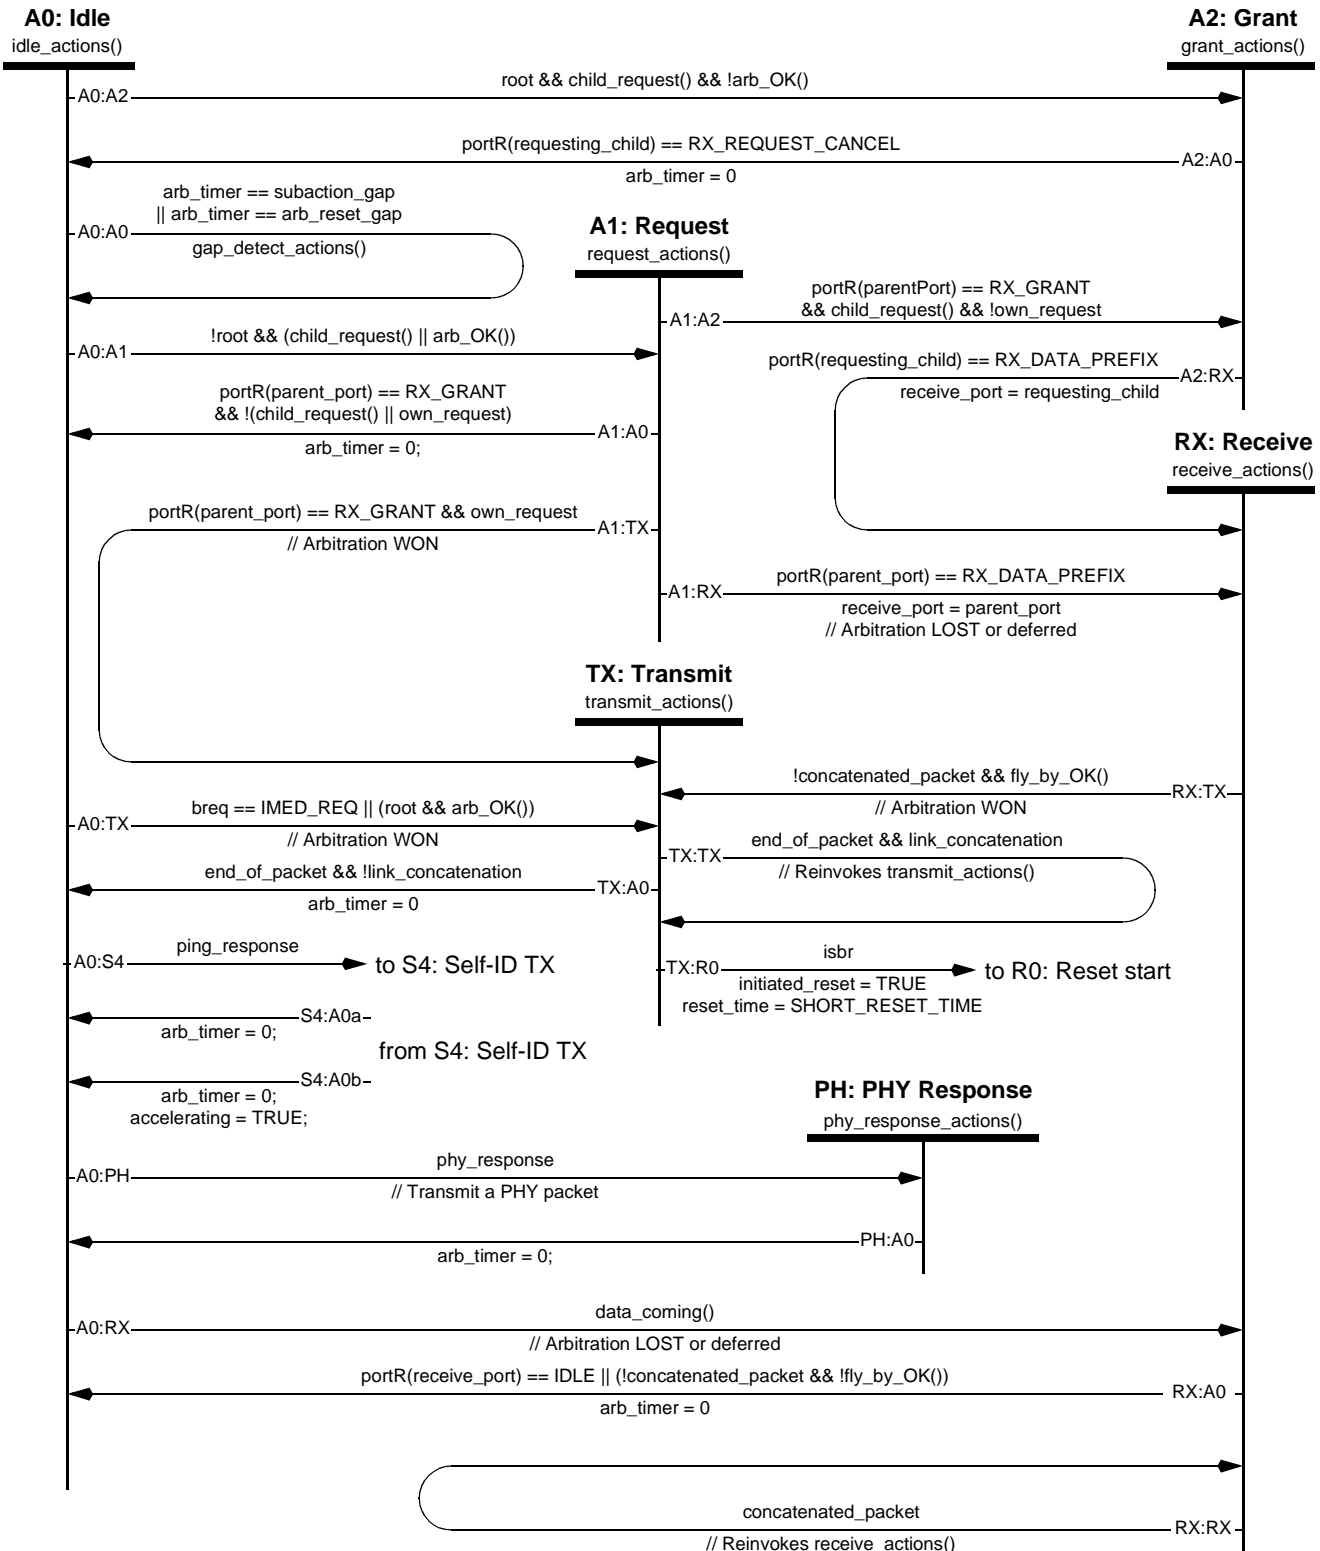 A0: Idle
idle_actions()
A2: Grant
grant_actions()
root && child_request() && !arb_OK()
A0:A2
portR(requesting_child) == RX_REQUEST_CANCEL
A2:A0
arb_timer = 0
arb_timer == subaction_gap
|| arb_timer == arb_reset_gap
A0:A0
gap_detect_actions()
A1: Request
request_actions()
portR(parentPort) == RX_GRANT
&& child_request() && !own_request
A1:A2
!root && (child_request() || arb_OK())
A0:A1
portR(requesting_child) == RX_DATA_PREFIX
A2:RX
receive_port = requesting_child
portR(parent_port) == RX_GRANT
&& !(child_request() || own_request)
A1:A0
arb_timer = 0;
RX: Receive
receive_actions()
portR(parent_port) == RX_GRANT && own_request
A1:TX
// Arbitration WON
portR(parent_port) == RX_DATA_PREFIX
A1:RX
receive_port = parent_port
// Arbitration LOST or deferred
TX: Transmit
transmit_actions()
!concatenated_packet && fly_by_OK()
RX:TX
// Arbitration WON
breq == IMED_REQ || (root && arb_OK())
A0:TX
// Arbitration WON
end_of_packet && link_concatenation
TX:TX
// Reinvokes transmit_actions()
end_of_packet && !link_concatenation
TX:A0
arb_timer = 0
ping_response
A0:S4
to S4: Self-ID TX
isbr
TX:R0
to R0: Reset start
initiated_reset = TRUE
reset_time = SHORT_RESET_TIME
S4:A0a
arb_timer = 0;
from S4: Self-ID TX
S4:A0b
arb_timer = 0;
accelerating = TRUE;
PH: PHY Response
phy_response_actions()
phy_response
A0:PH
// Transmit a PHY packet
PH:A0
arb_timer = 0;
data_coming()
A0:RX
// Arbitration LOST or deferred
portR(receive_port) == IDLE || (!concatenated_packet && !fly_by_OK())
RX:A0
arb_timer = 0
concatenated_packet
RX:RX
// Reinvokes receive_actions()